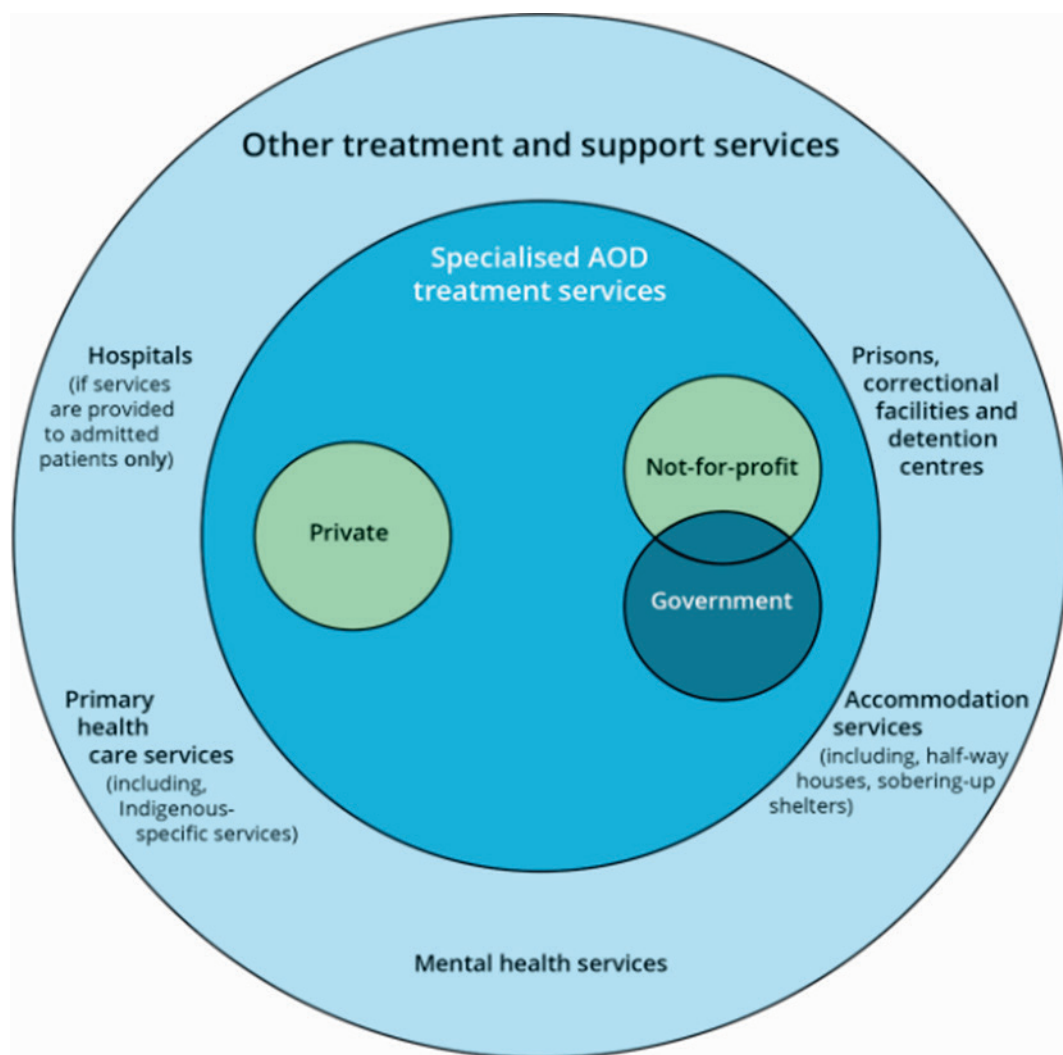 Other treatment and support services
Specialised AOD
treatment services
Hospitals
(if services
are provided
to admitted
patients only)
Prisons,
correctional
facilities and
detention
centres
Private
Not-for-profit
Government
Primary
health
care services
(including,
Indigenous-
specific services)
Accommodation
services
(including, half-way
houses, sobering-up
shelters)
Mental health services